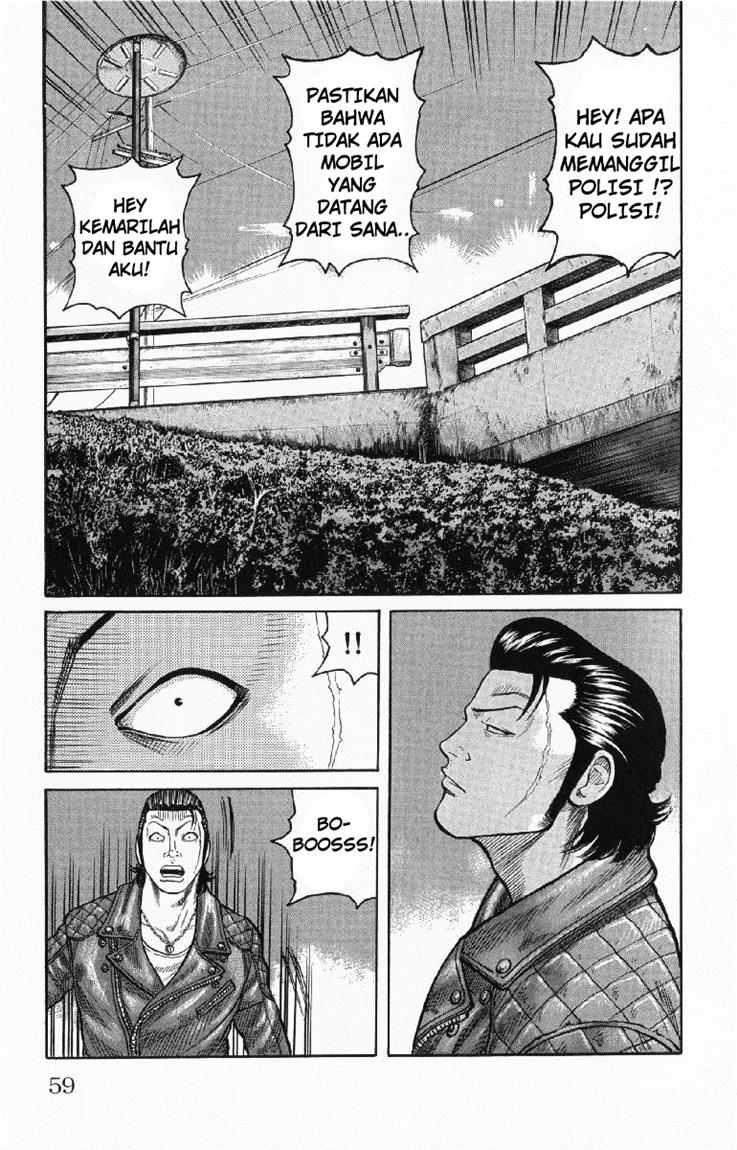 HEY! APA
KAU SUDAH
MEMANGGIL
POLISI !?
POLISI!
PASTIKAN
BAHWA
TIDAK ADA
MOBIL
YANG
DATANG
DARI SANA..
HEY
KEMARILAH
DAN BANTU
AKU!
!!
BO-
BOOSSS!
59